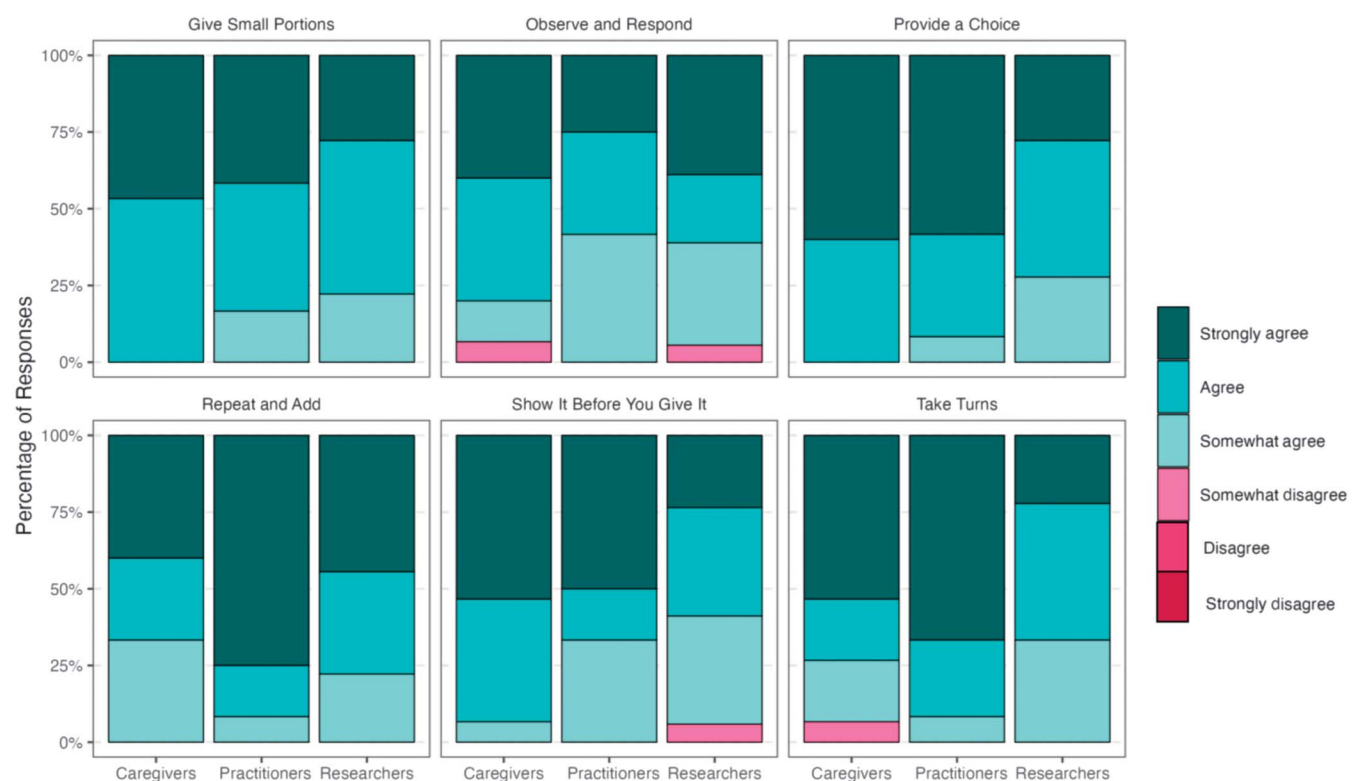 Give Small Portions
Observe and Respond
Provide a Choice
Percentage of Responses
100%
75%
50%
25%
0%
Repeat and Add
Show It Before You Give It
Take Turns
100%
75%
50%
25%
0%
Caregivers Practitioners Researchers
Caregivers Practitioners Researchers
Caregivers Practitioners Researchers
Strongly agree
Agree
Somewhat agree
Somewhat disagree
Disagree
Strongly disagree